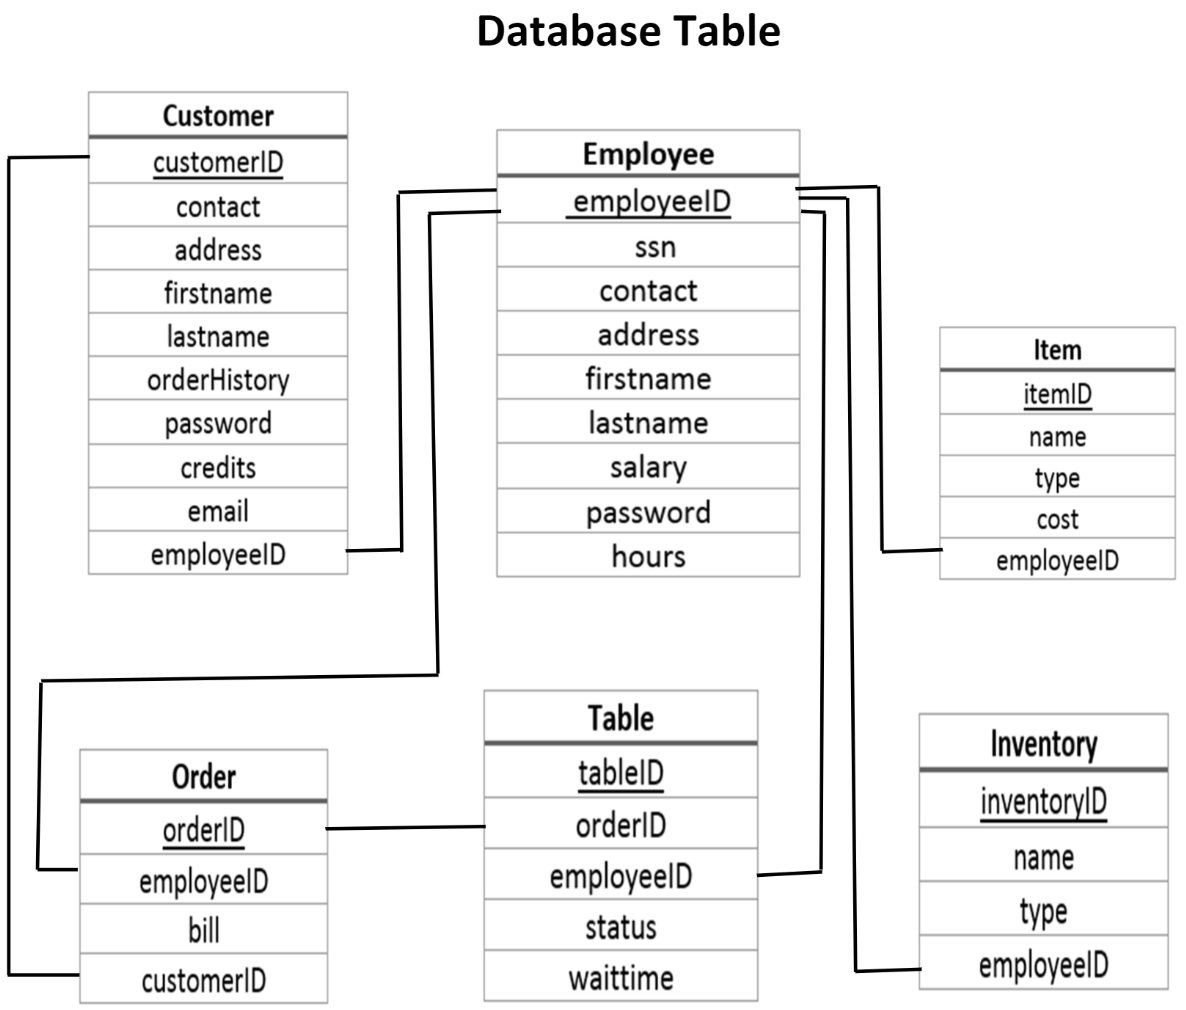 Database Table
Customer
customerID
contact
address
firstname
lastname
orderHistory
password
credits
email
employeeID
Employee
employeeID
ssn
contact
address
firstname
lastname
salary
password
hours
Item
itemID
name
type
cost
employeeID
Order
orderID
employeeID
bill
customerID
Table
tableID
orderID
employeeID
status
waittime
Inventory
inventoryID
name
type
employeeID